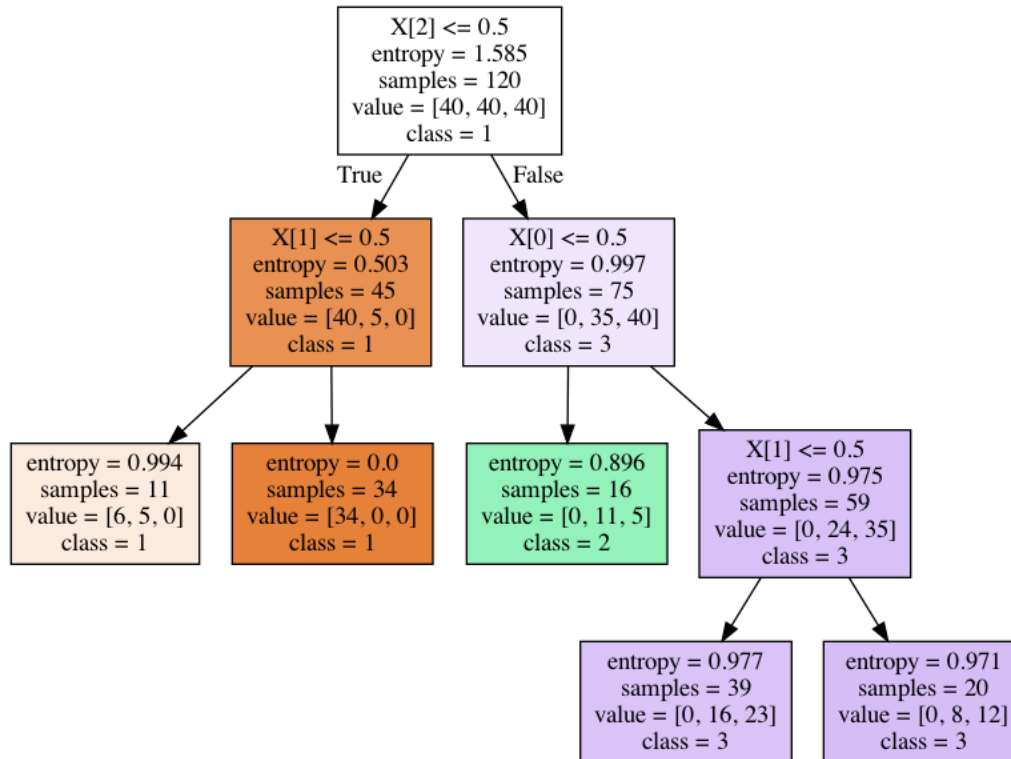 X[2] <= 0.5
entropy = 1.585
samples = 120
value = [40, 40, 40]
class = 1
True
False
X[1] <= 0.5
entropy = 0.503
samples = 45
value = [40, 5, 0]
class = 1
X[0] <= 0.5
entropy = 0.997
samples = 75
value = [0, 35, 40]
class = 3
entropy = 0.994
samples = 11
value = [6, 5, 0]
class = 1
entropy = 0.0
samples = 34
value = [34, 0, 0]
class = 1
entropy = 0.896
samples = 16
value = [0, 11, 5]
class = 2
X[1] <= 0.5
entropy = 0.975
samples = 59
value = [0, 24, 35]
class = 3
entropy = 0.977
samples = 39
value = [0, 16, 23]
class = 3
entropy = 0.971
samples = 20
value = [0, 8, 12]
class = 3